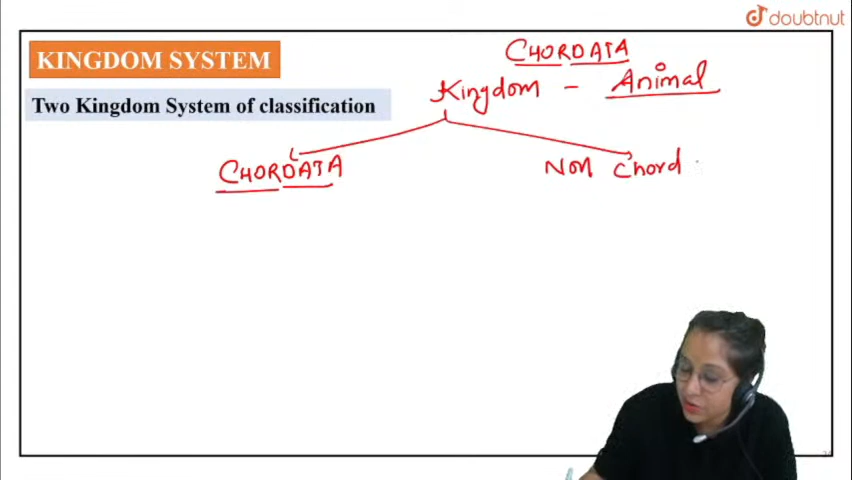 doubtnut
KINGDOM SYSTEM
CHORDATA
Kingdom - Animal
Two Kingdom System of classification
CHORDATA
Non Chord